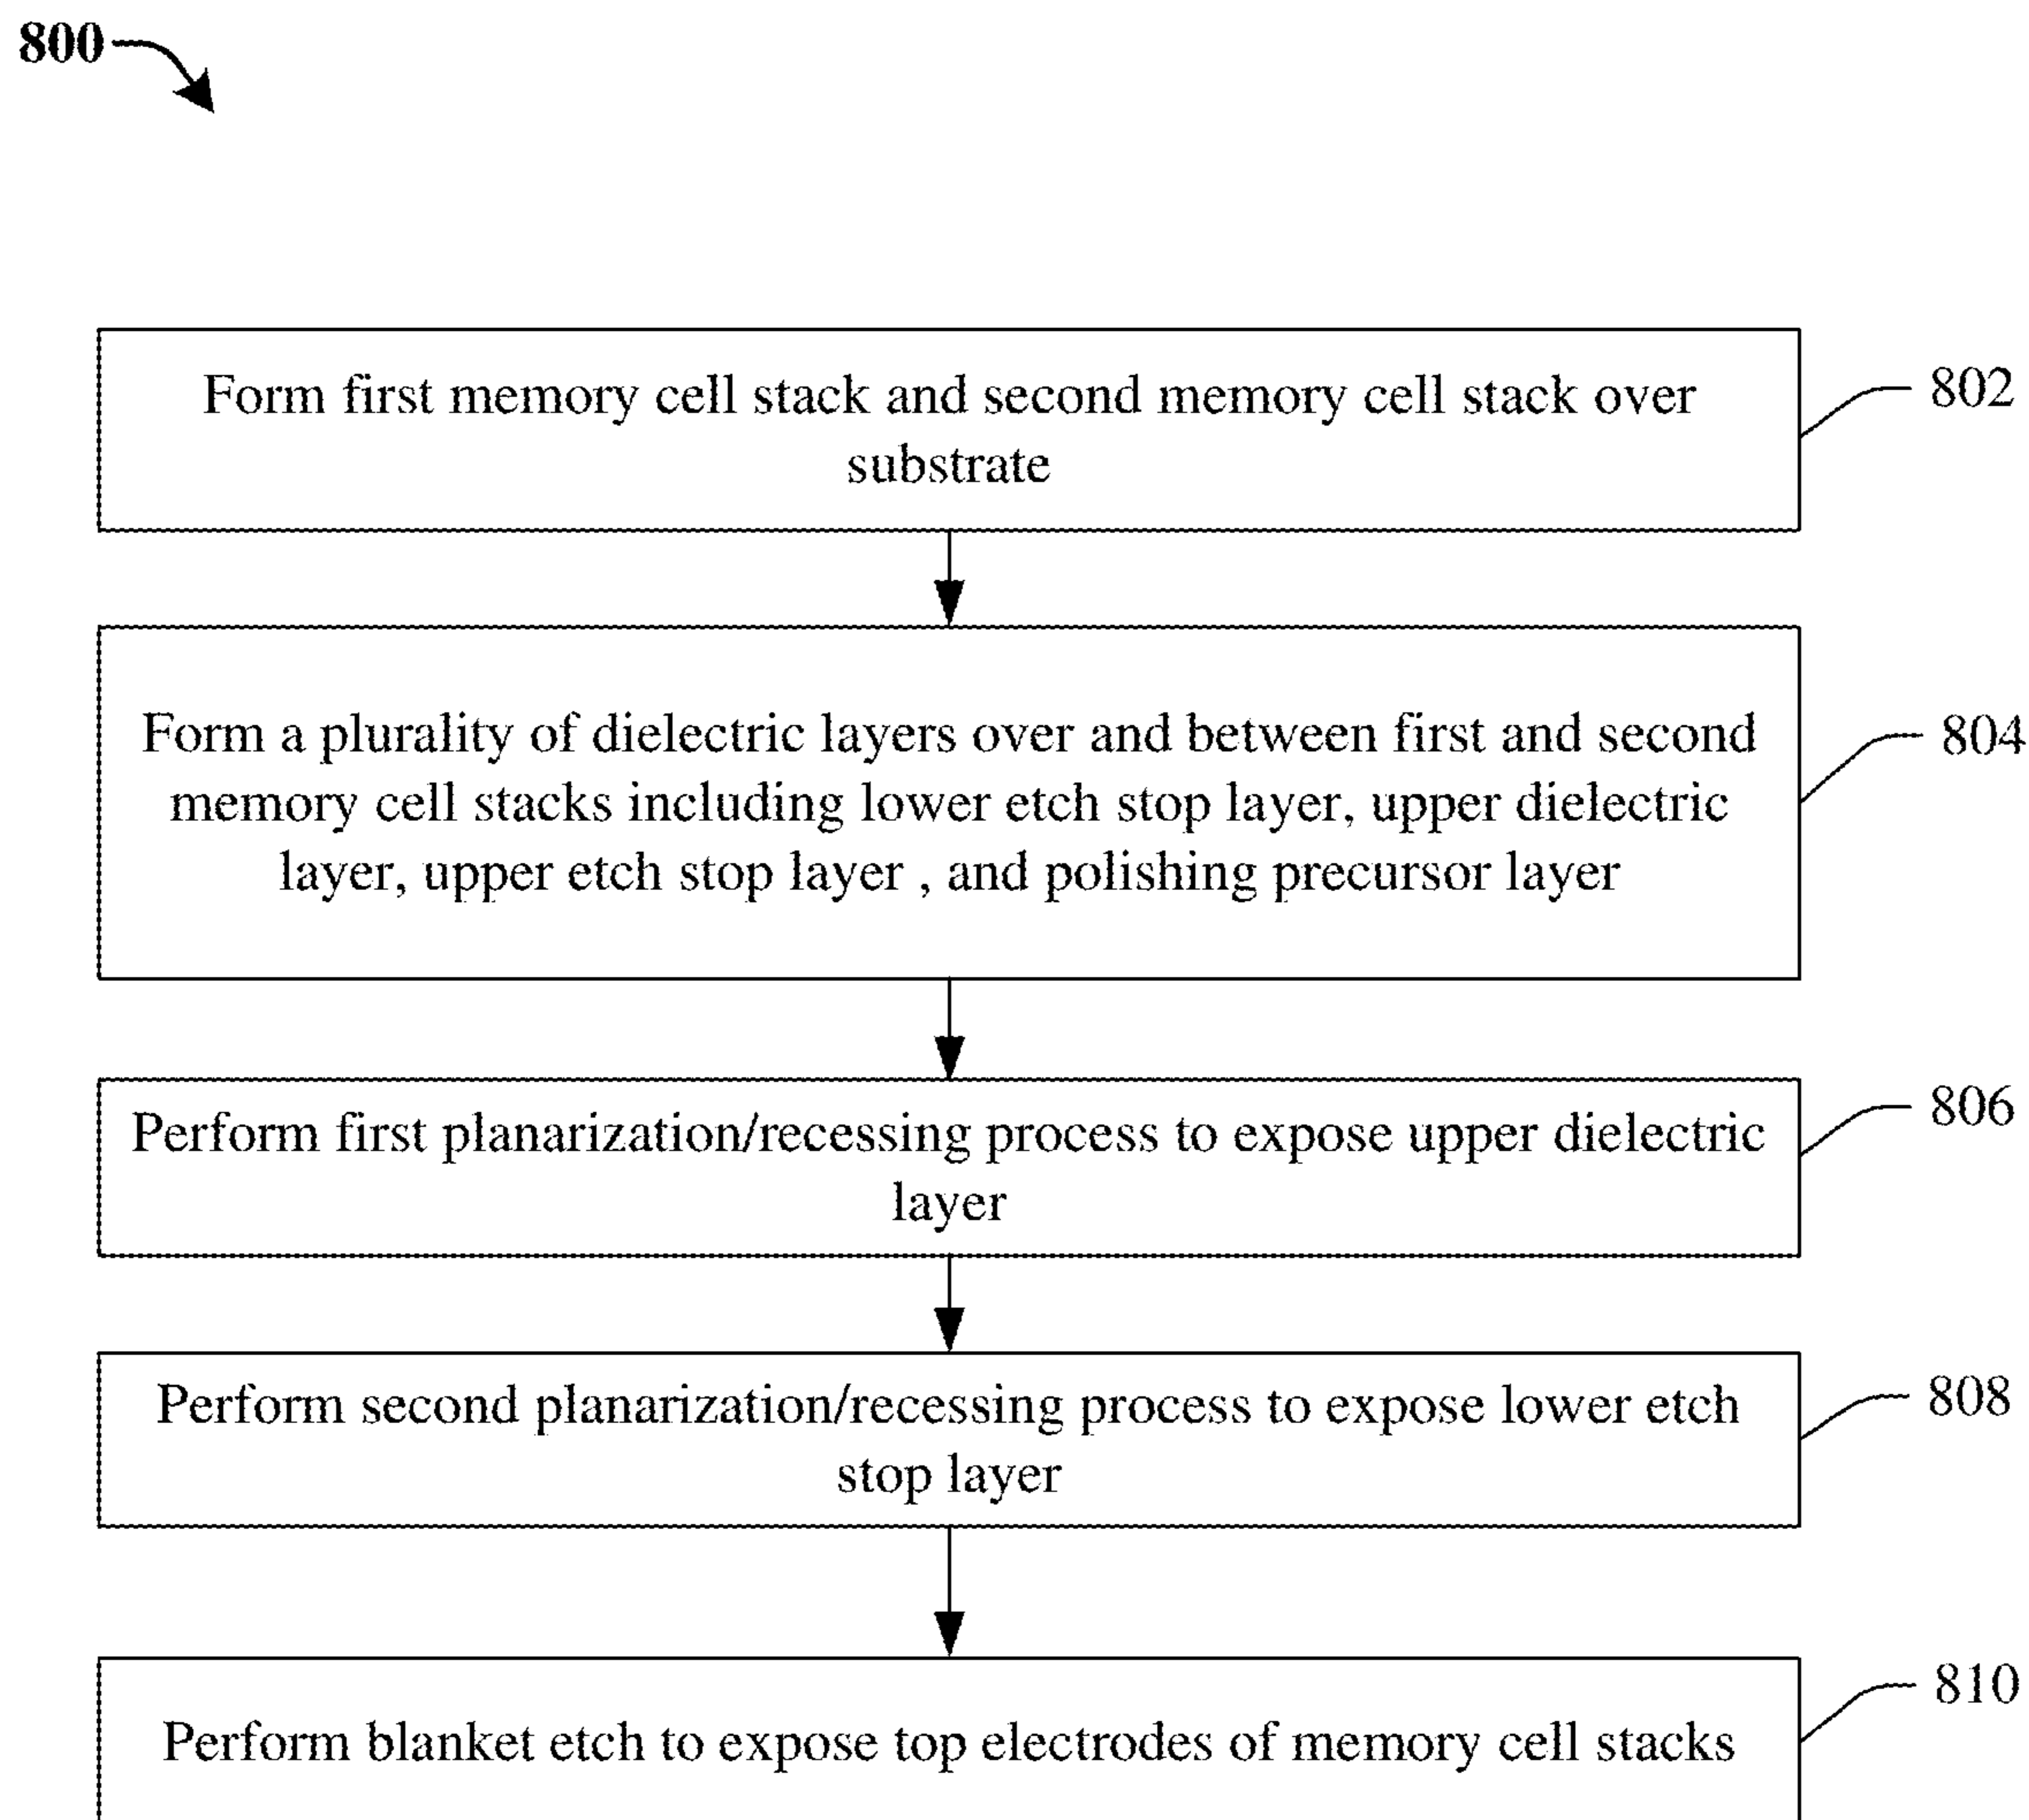 800
Form first memory cell stack and second memory cell stack over
substrate
802
Form a plurality of dielectric layers over and between first and second
memory cell stacks including lower etch stop layer, upper dielectric
layer, upper etch stop layer , and polishing precursor layer
804
Perform first planarization/recessing process to expose upper dielectric
layer
806
Perform second planarization/recessing process to expose lower etch
stop layer
808
Perform blanket etch to expose top electrodes of memory cell stacks
810